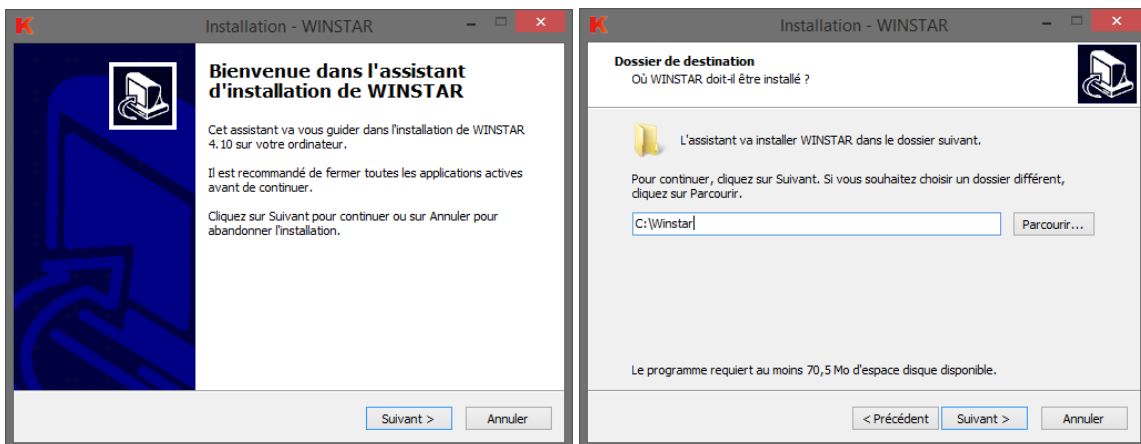 Installation - WINSTAR
Bienvenue dans l'assistant
d'installation de WINSTAR
Cet assistant va vous guider dans l'installation de WINSTAR
4.10 sur votre ordinateur.
Il est recommandé de fermer toutes les applications actives
avant de continuer.
Cliquez sur Suivant pour continuer ou sur Annuler pour
abandonner l'installation.
Suivant >
Annuler
Installation - WINSTAR
Dossier de destination
Où WINSTAR doit-il être installé ?
L'assistant va installer WINSTAR dans le dossier suivant.
Pour continuer, cliquez sur Suivant. Si vous souhaitez choisir un dossier différent,
cliquez sur Parcourir.
C:\Winstar
Parcourir...
Le programme requiert au moins 70,5 Mo d'espace disque disponible.
< Précédent
Suivant >
Annuler